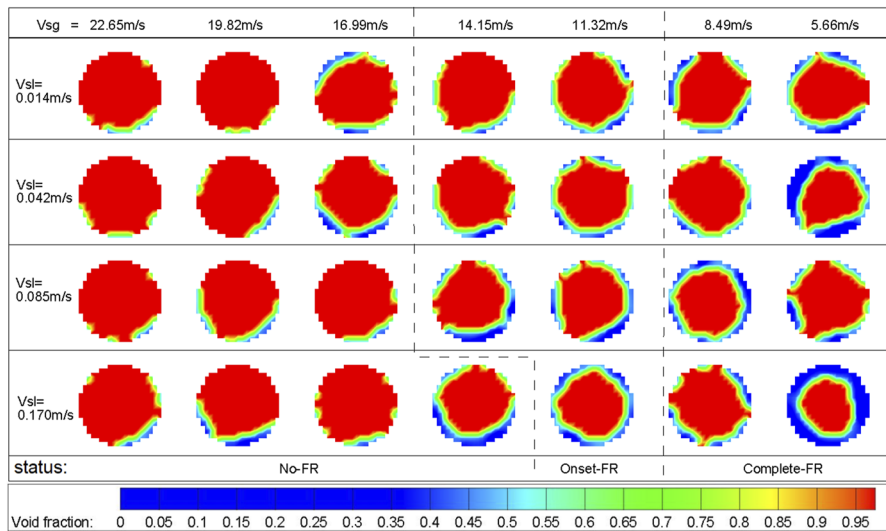 Vsg = 22.65m/s 19.82m/s 16.99m/s 14.15m/s 11.32m/s 8.49m/s 5.66m/s
Vsl=
0.014m/s
Vsl=
0.042m/s
Vsl=
0.085m/s
Vsl=
0.170m/s
status: No-FR Onset-FR Complete-FR
Void fraction: 0 0.05 0.1 0.15 0.2 0.25 0.3 0.35 0.4 0.45 0.5 0.55 0.6 0.65 0.7 0.75 0.8 0.85 0.9 0.95